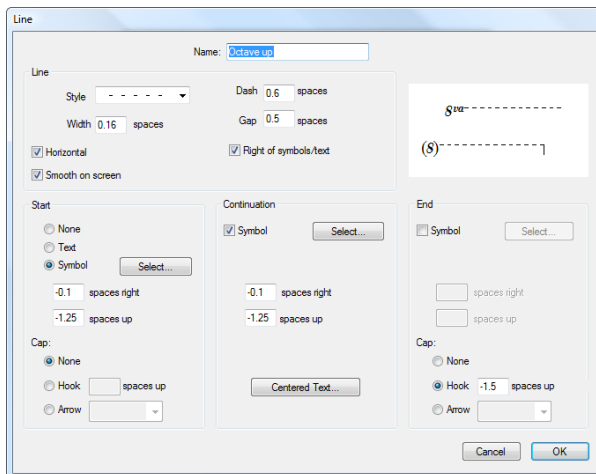 Line
Name: Octave up
Line
Style
Dash 0.6 spaces
Width 0.16 spaces
Gap 0.5 spaces
Horizontal
Right of symbols/text
Smooth on screen
8va
(8)
Start
None
Text
Symbol Select...
-0.1 spaces right
-1.25 spaces up
Cap:
None
Hook spaces up
Arrow
Continuation
Symbol Select...
-0.1 spaces right
-1.25 spaces up
Centered Text...
End
Symbol Select...
spaces right
spaces up
Cap:
None
Hook -1.5 spaces up
Arrow
Cancel OK